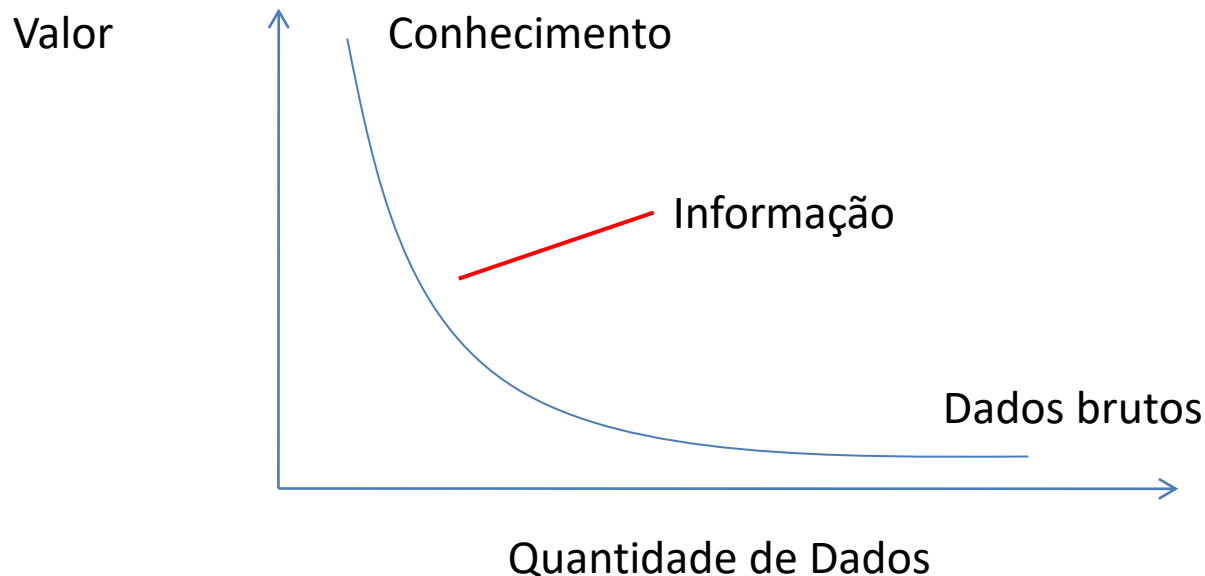 Valor
Conhecimento
Informação
Dados brutos
Quantidade de Dados